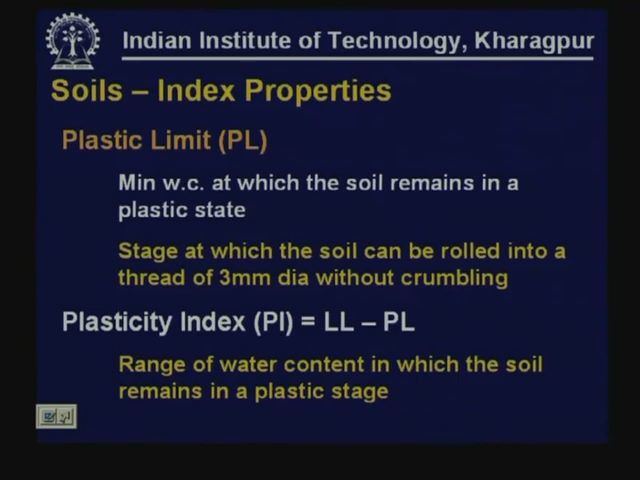 Indian Institute of Technology, Kharagpur
Soils – Index Properties
Plastic Limit (PL)
Min w.c. at which the soil remains in a
plastic state
Stage at which the soil can be rolled into a
thread of 3mm dia without crumbling
Plasticity Index (PI) = LL – PL
Range of water content in which the soil
remains in a plastic stage